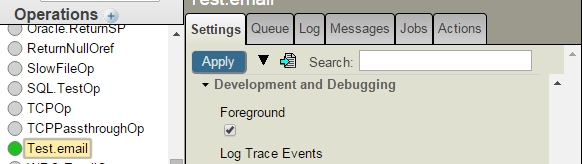 Operations
Oracle.ReturnSP
ReturnNullOref
SlowFileOp
SQL.TestOp
TCPOp
TCPPassthroughOp
Test.email
Test.email
Settings Queue Log Messages Jobs Actions
Apply Search:
Development and Debugging
Foreground
Log Trace Events